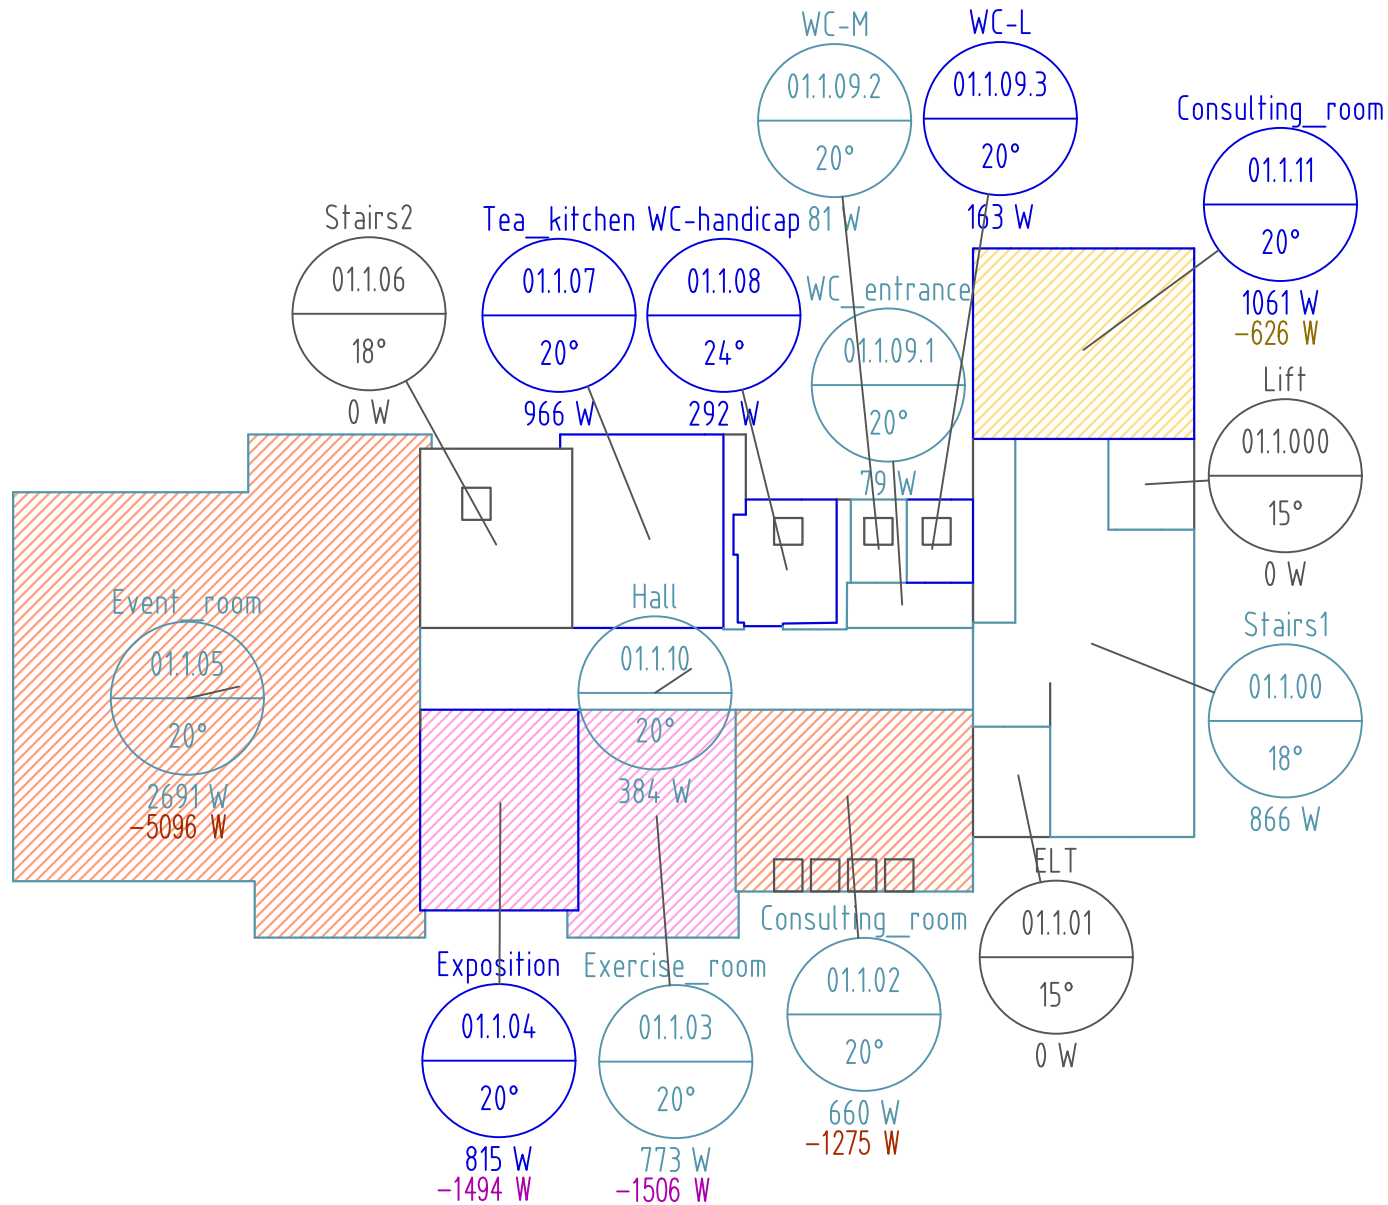 WC-M
01.1.09.2
20°
81 W
WC-L
01.1.09.3
20°
163 W
Consulting_room
01.1.11
20°
1061 W
-626 W
Stairs2
01.1.06
18°
0 W
Tea_kitchen
01.1.07
20°
966 W
WC-handicap
01.1.08
24°
292 W
WC_entrance
01.1.09.1
20°
79 W
Lift
01.1.000
15°
0 W
Event_room
01.1.05
20°
2691 W
-5096 W
Hall
01.1.10
20°
384 W
Stairs1
01.1.00
18°
866 W
ELT
01.1.01
15°
0 W
Consulting_room
01.1.02
20°
660 W
-1275 W
Exposition
01.1.04
20°
815 W
-1494 W
Exercise_room
01.1.03
20°
773 W
-1506 W